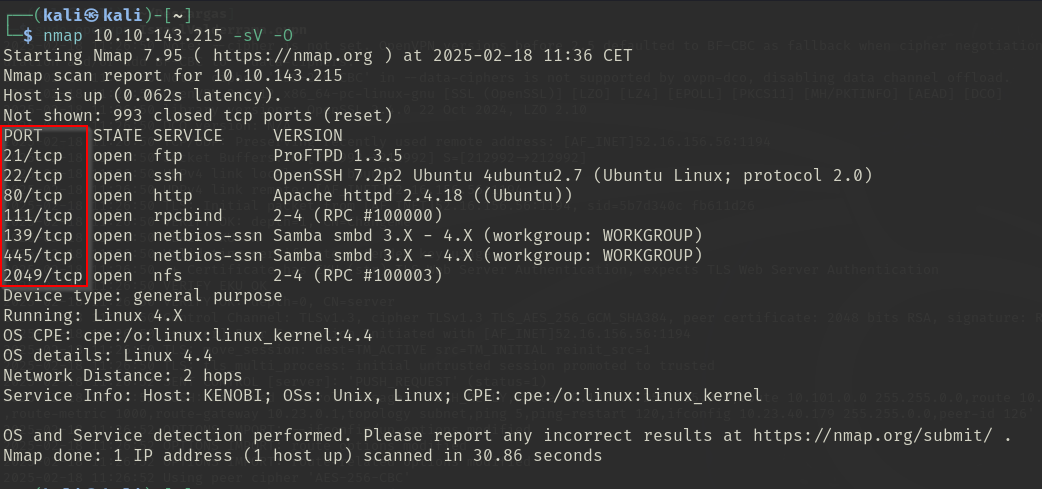 ┌──(kali㉿kali)-[~]
└─$ nmap 10.10.143.215 -sV -O
Starting Nmap 7.95 ( https://nmap.org ) at 2025-02-18 11:36 CET
Nmap scan report for 10.10.143.215
Host is up (0.062s latency).
Not shown: 993 closed tcp ports (reset)
PORT     STATE SERVICE     VERSION
21/tcp   open  ftp         ProFTPD 1.3.5
22/tcp   open  ssh         OpenSSH 7.2p2 Ubuntu 4ubuntu2.7 (Ubuntu Linux; protocol 2.0)
80/tcp   open  http        Apache httpd 2.4.18 ((Ubuntu))
111/tcp  open  rpcbind     2-4 (RPC #100000)
139/tcp  open  netbios-ssn Samba smbd 3.X - 4.X (workgroup: WORKGROUP)
445/tcp  open  netbios-ssn Samba smbd 3.X - 4.X (workgroup: WORKGROUP)
2049/tcp open  nfs         2-4 (RPC #100003)
Device type: general purpose
Running: Linux 4.X
OS CPE: cpe:/o:linux:linux_kernel:4.4
OS details: Linux 4.4
Network Distance: 2 hops
Service Info: Host: KENOBI; OSs: Unix, Linux; CPE: cpe:/o:linux:linux_kernel
OS and Service detection performed. Please report any incorrect results at https://nmap.org/submit/ .
Nmap done: 1 IP address (1 host up) scanned in 30.86 seconds